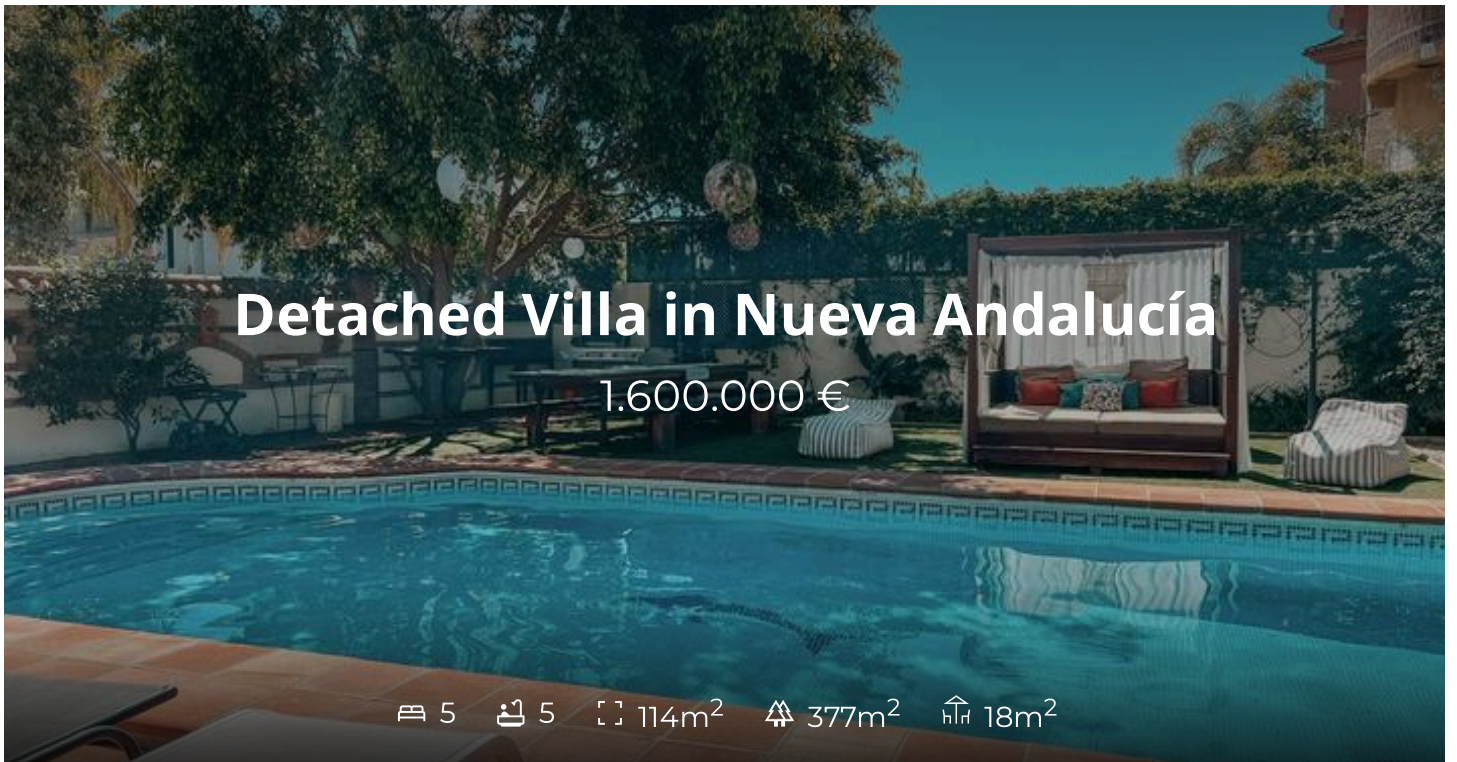 Detached Villa in Nueva Andalucía
1.600.000 €
5 5 114m² 377m² 18m²